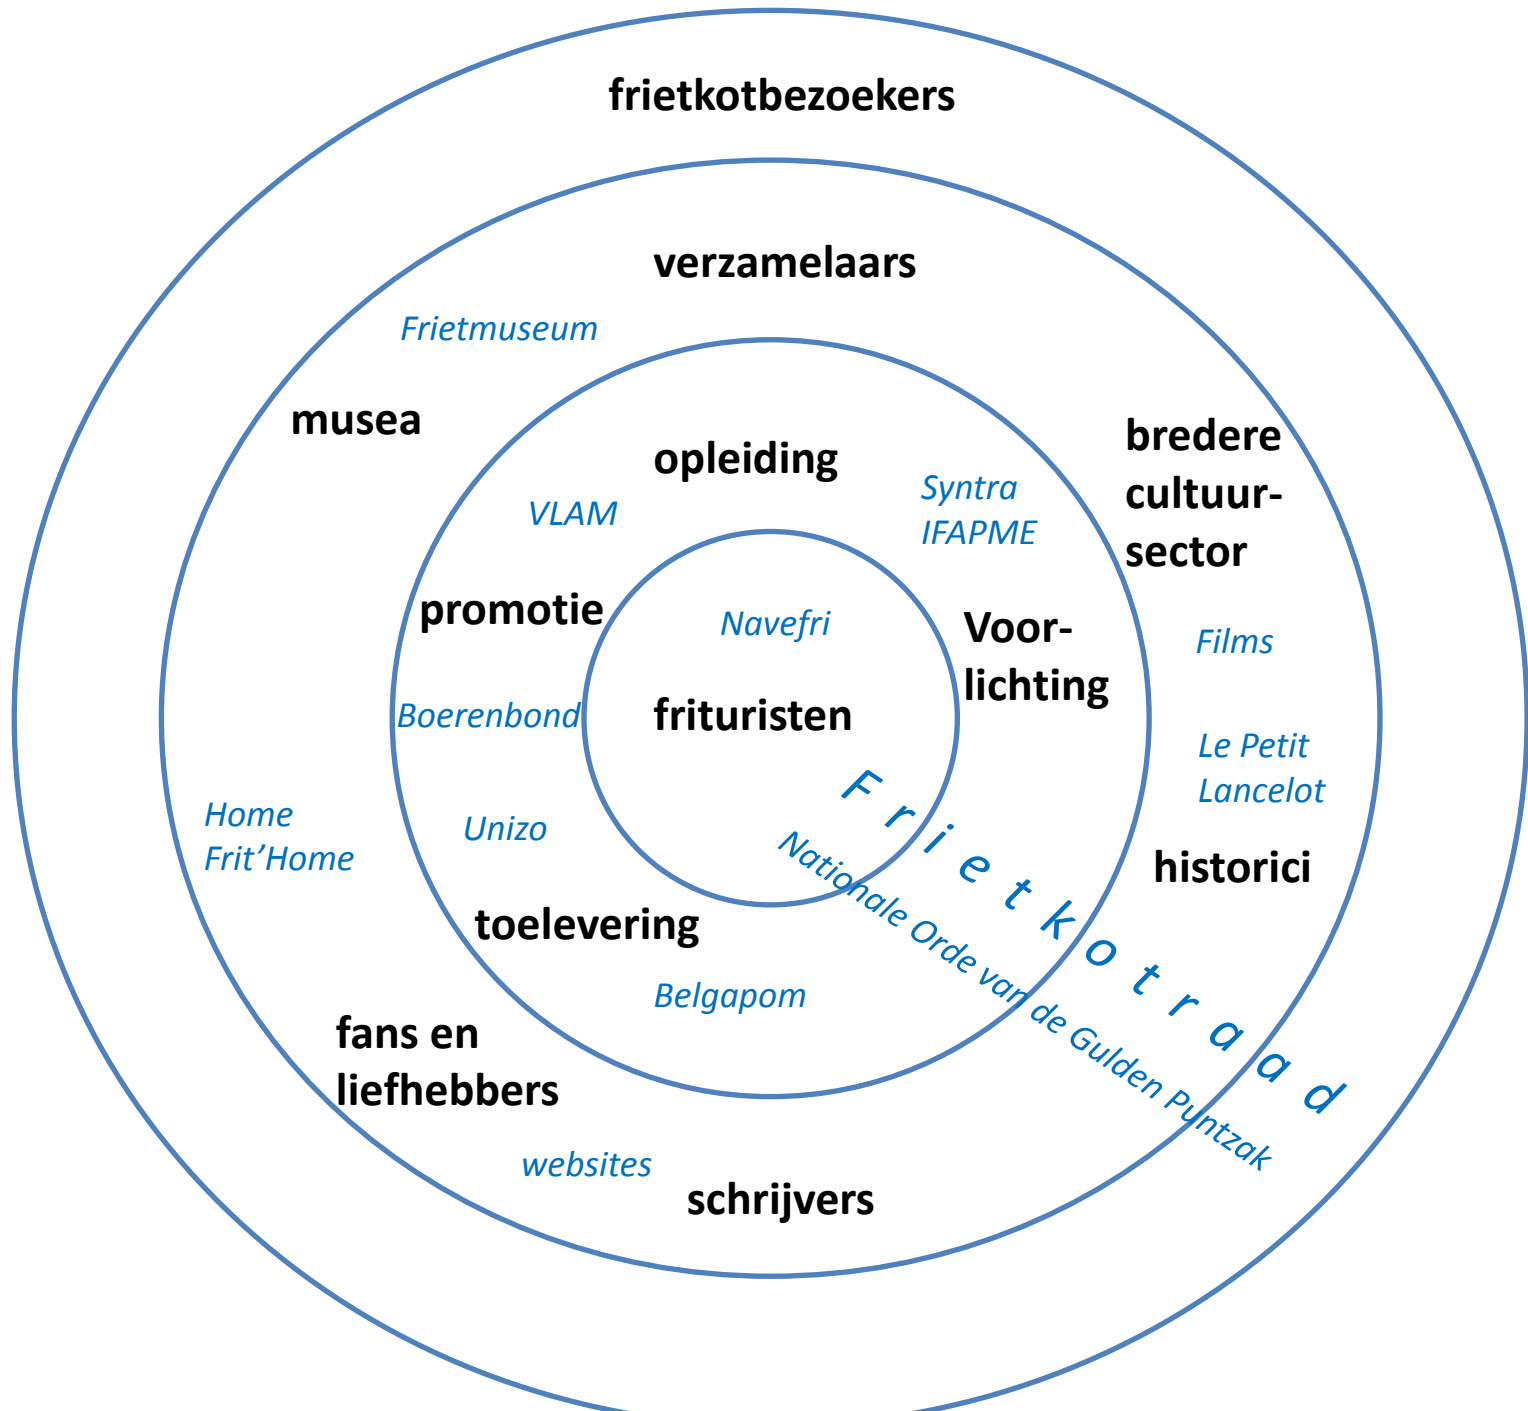 frietkotbezoekers
verzamelaars
Frietmuseum
musea
bredere
cultuur-
sector
opleiding
Syntra
IFAPME
VLAM
promotie
Navefri
Voor-
lichting
Films
Boerenbond
frituristen
Le Petit
Lancelot
Home
Frit’Home
Unizo
Frietkotraad
Nationale Orde van de Gulden Puntzak
historici
toelevering
Belgapom
fans en
liefhebbers
websites
schrijvers